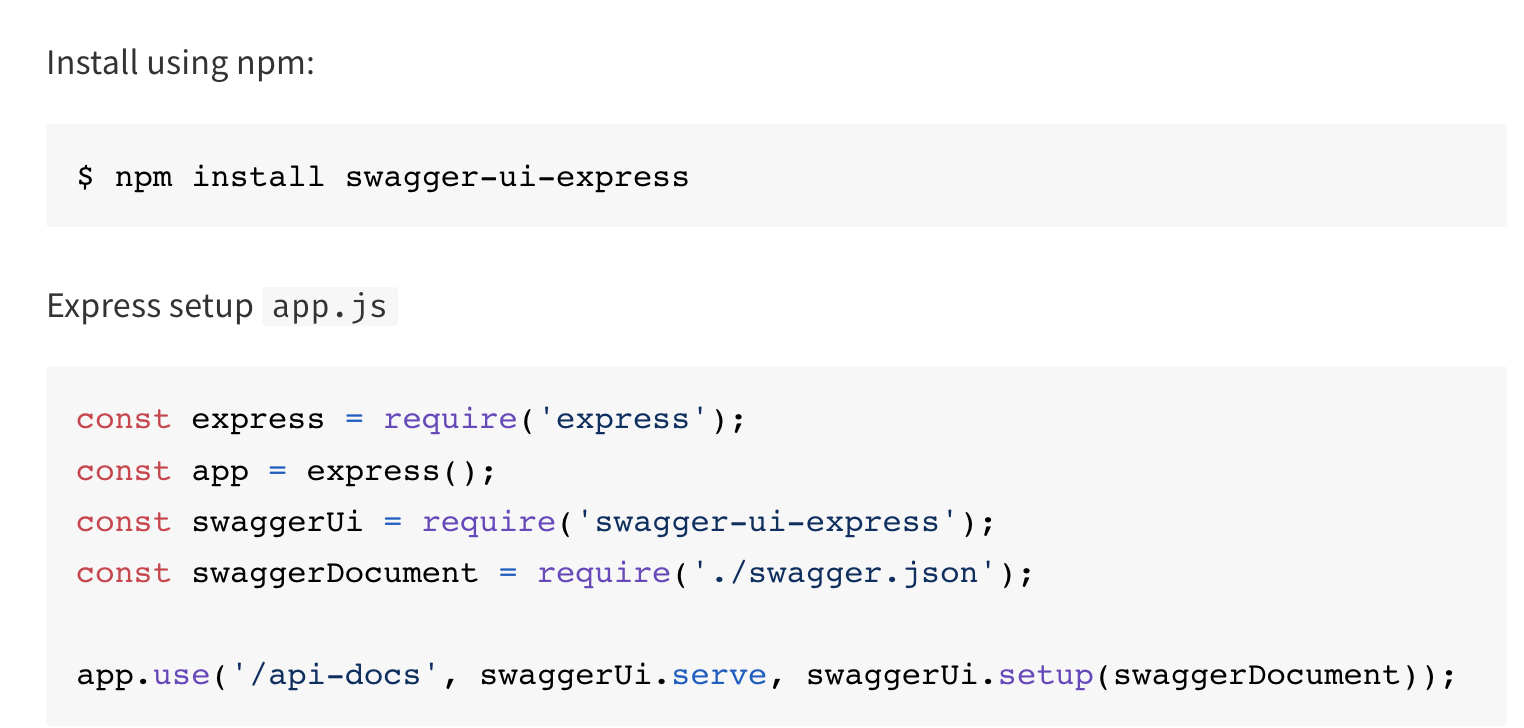 Install using npm:
$ npm install swagger-ui-express
Express setup app.js
const express = require('express');
const app = express();
const swaggerUi = require('swagger-ui-express');
const swaggerDocument = require('./swagger.json');
app.use('/api-docs', swaggerUi.serve, swaggerUi.setup(swaggerDocument));